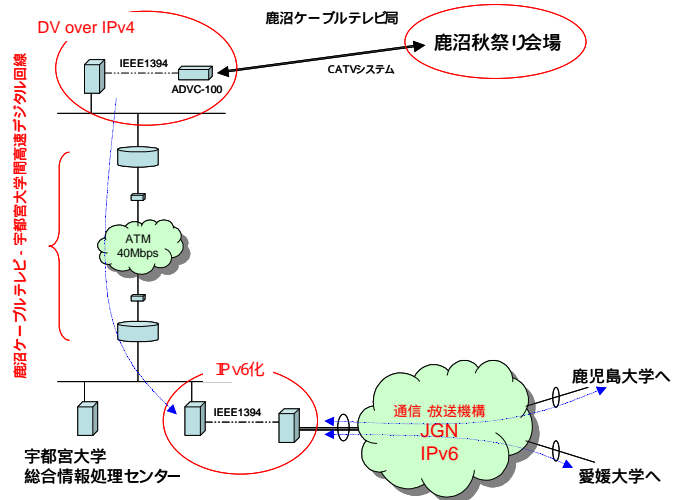 鹿沼ケーブルテレビ局
DV over IPv4
鹿沼秋祭り会場
IEEE1394
ADVC-100
CATVシステム
鹿沼ケーブルテレビ - 宇都宮大学間高速デジタル回線
ATM
40Mbps
IPv6化
鹿児島大学へ
IEEE1394
通信・放送機構
JGN
IPv6
宇都宮大学
総合情報処理センター
愛媛大学へ